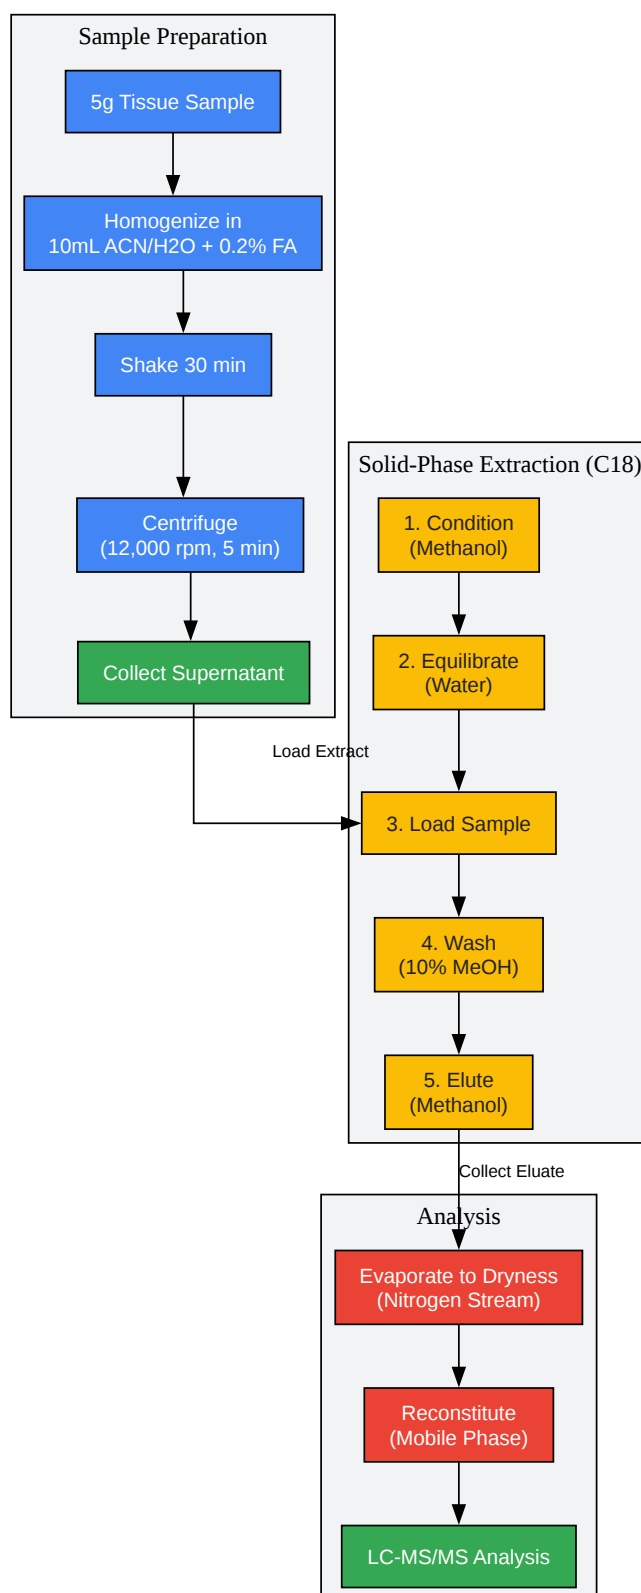 Sample Preparation
5g Tissue Sample
Homogenize in
10mL ACN/H2O + 0.2% FA
Shake 30 min
Centrifuge
(12,000 rpm, 5 min)
Collect Supernatant
Load Extract
Solid-Phase Extraction (C18)
1. Condition
(Methanol)
2. Equilibrate
(Water)
3. Load Sample
4. Wash
(10% MeOH)
5. Elute
(Methanol)
Collect Eluate
Analysis
Evaporate to Dryness
(Nitrogen Stream)
Reconstitute
(Mobile Phase)
LC-MS/MS Analysis